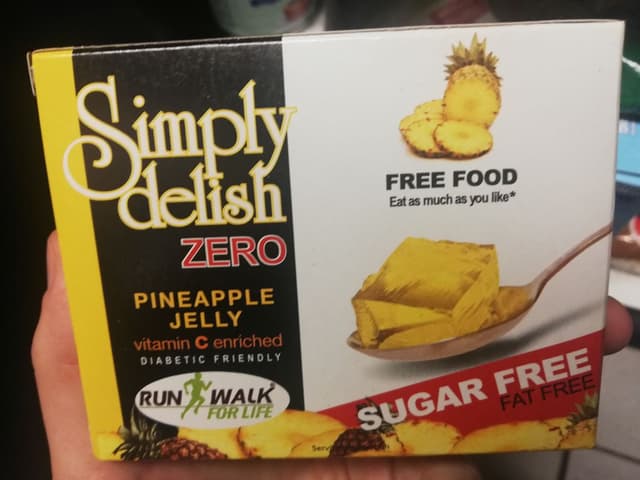 Simply
delish
ZERO
PINEAPPLE
JELLY
vitamin C enriched
DIABETIC FRIENDLY
RUN WALK
FOR LIFE
FREE FOOD
Eat as much as you like*
SUGAR FREE
FAT FREE